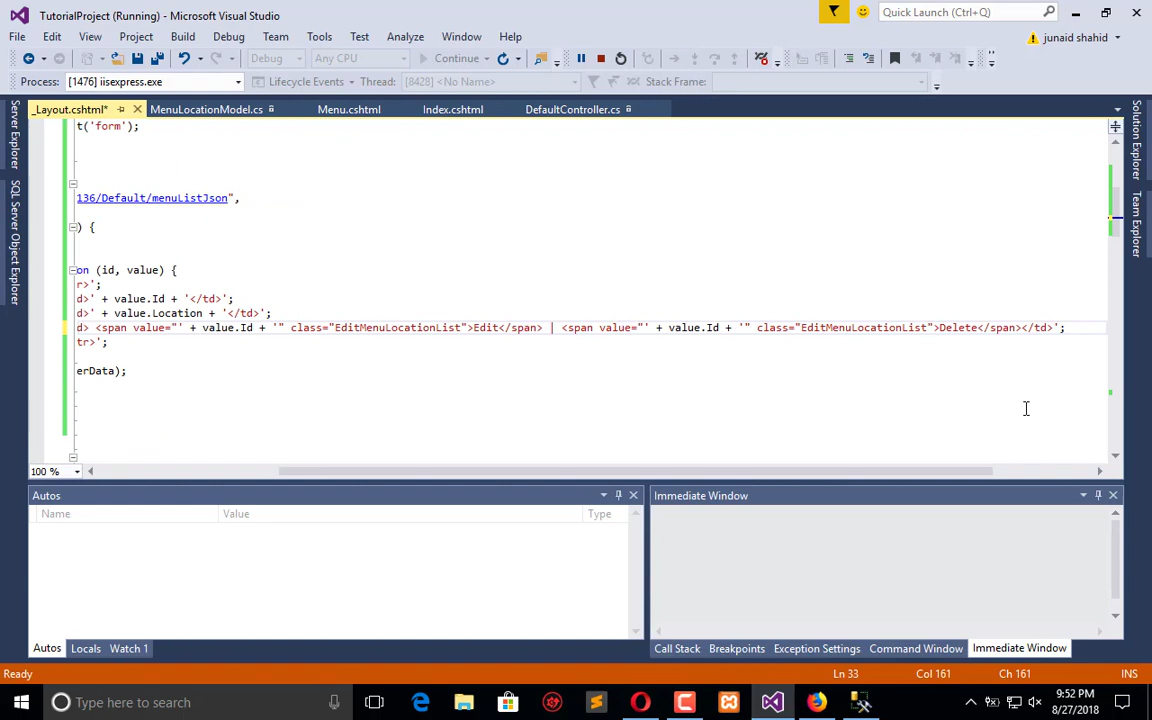 TutorialProject (Running) - Microsoft Visual Studio
Quick Launch (Ctrl+Q)
File Edit View Project Build Debug Team Tools Test Analyze Window Help
junaid shahid
Debug Any CPU Continue
Process: [1476] iisexpress.exe Lifecycle Events Thread: [8428] <No Name> Stack Frame:
_Layout.cshtml* MenuLocationModel.cs Menu.cshtml Index.cshtml DefaultController.cs
Server Explorer
SQL Server Object Explorer
Solution Explorer
Team Explorer
t('form');
136/Default/menuListJson",
) {
on (id, value) {
r>';
d>' + value.Id + '</td>';
d>' + value.Location + '</td>';
d> <span value="' + value.Id + '" class="EditMenuLocationList">Edit</span> | <span value="' + value.Id + '" class="EditMenuLocationList">Delete</span></td>';
tr>';
erData);
100 %
Autos
Name Value Type
Immediate Window
Autos Locals Watch 1
Call Stack Breakpoints Exception Settings Command Window Immediate Window
Ready Ln 33 Col 161 Ch 161 INS
Type here to search
9:52 PM
8/27/2018